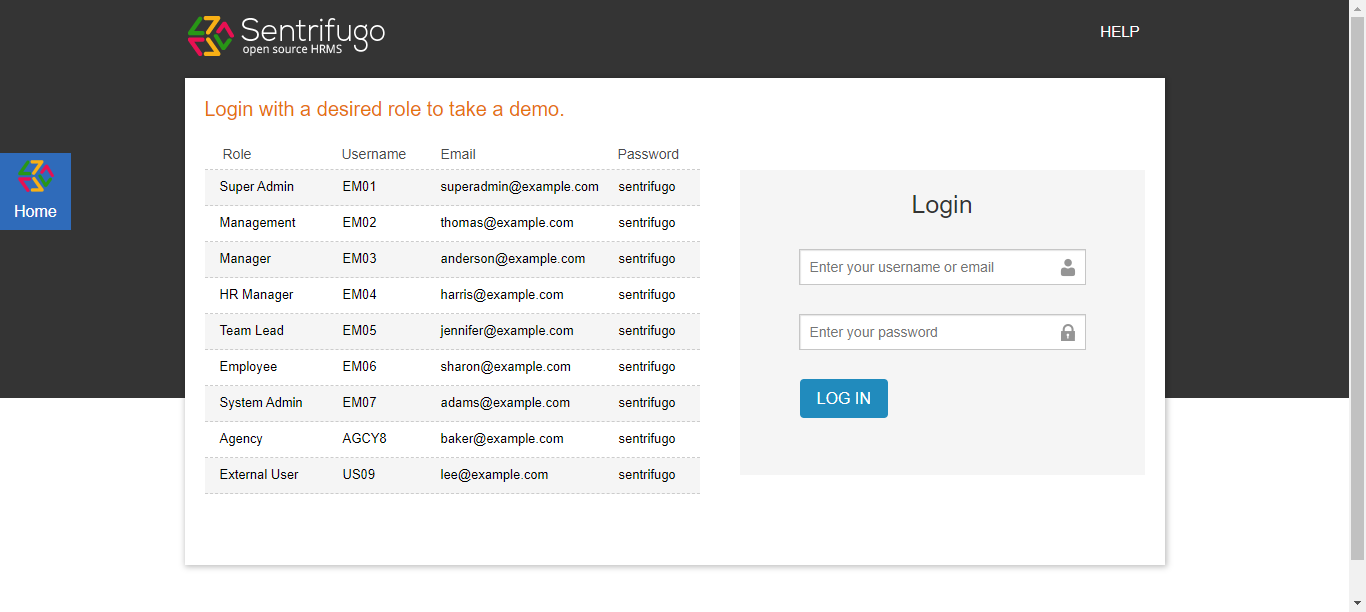 Sentrifugo
open source HRMS
HELP
Home
Login with a desired role to take a demo.
Role Username Email Password
Super Admin EM01 superadmin@example.com sentrifugo
Management EM02 thomas@example.com sentrifugo
Manager EM03 anderson@example.com sentrifugo
HR Manager EM04 harris@example.com sentrifugo
Team Lead EM05 jennifer@example.com sentrifugo
Employee EM06 sharon@example.com sentrifugo
System Admin EM07 adams@example.com sentrifugo
Agency AGCY8 baker@example.com sentrifugo
External User US09 lee@example.com sentrifugo
Login
Enter your username or email
Enter your password
LOG IN